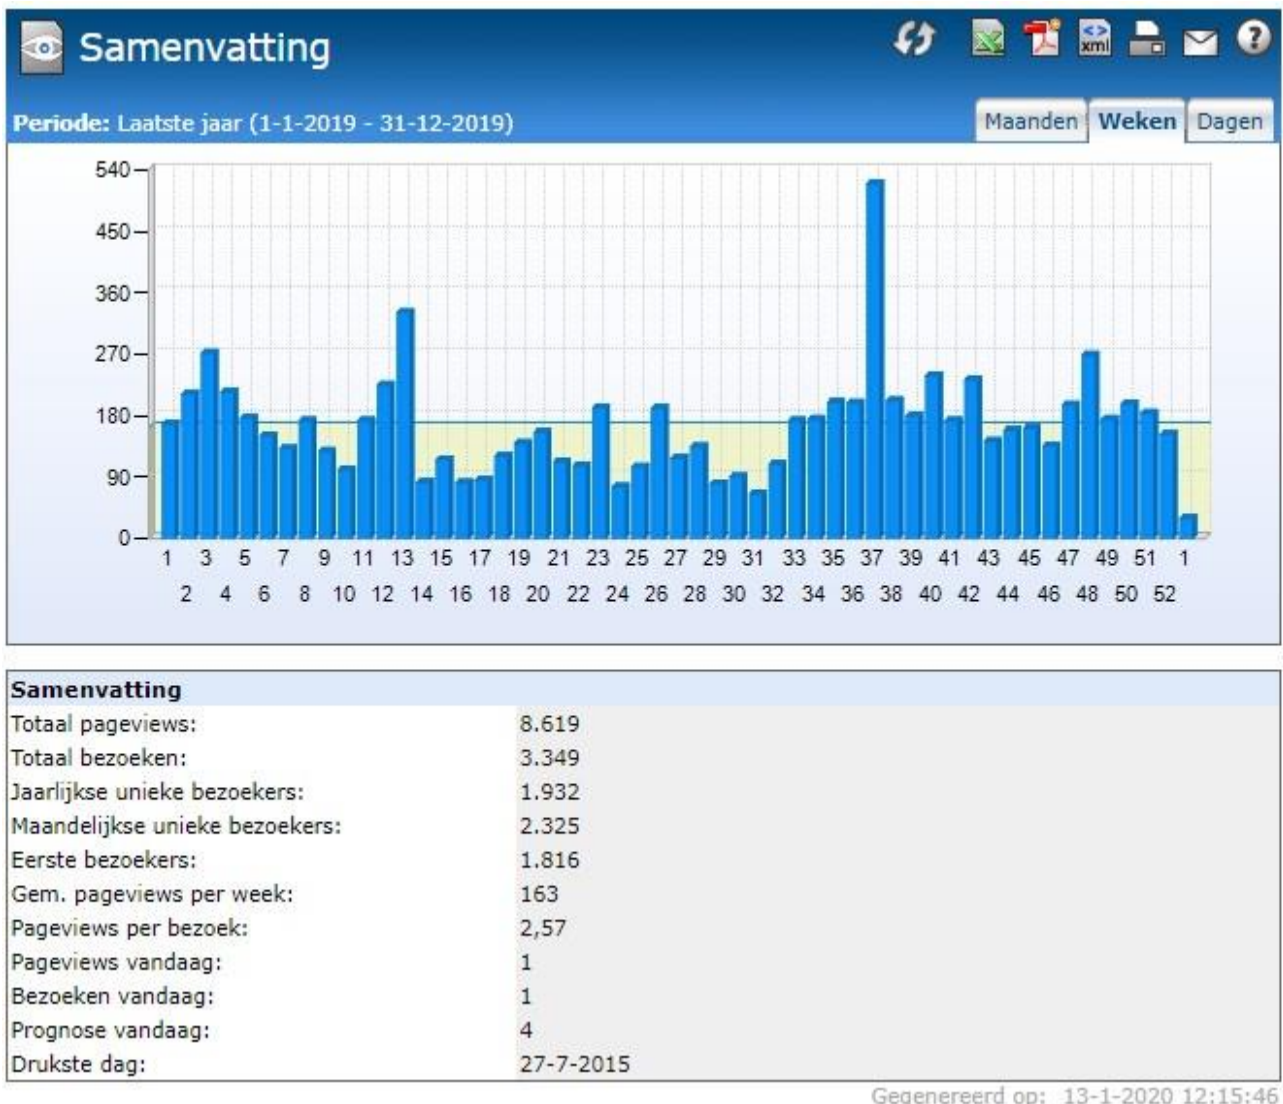 Samenvatting
xml
?
Periode: Laatste jaar (1-1-2019 - 31-12-2019)
Maanden Weken Dagen
540
450
360
270
180
90
0
1 3 5 7 9 11 13 15 17 19 21 23 25 27 29 31 33 35 37 39 41 43 45 47 49 51 1
2 4 6 8 10 12 14 16 18 20 22 24 26 28 30 32 34 36 38 40 42 44 46 48 50 52
Samenvatting
Totaal pageviews: 8.619
Totaal bezoeken: 3.349
Jaarlijkse unieke bezoekers: 1.932
Maandelijkse unieke bezoekers: 2.325
Eerste bezoekers: 1.816
Gem. pageviews per week: 163
Pageviews per bezoek: 2,57
Pageviews vandaag: 1
Bezoeken vandaag: 1
Prognose vandaag: 4
Drukste dag: 27-7-2015
Gegenereerd op: 13-1-2020 12:15:46